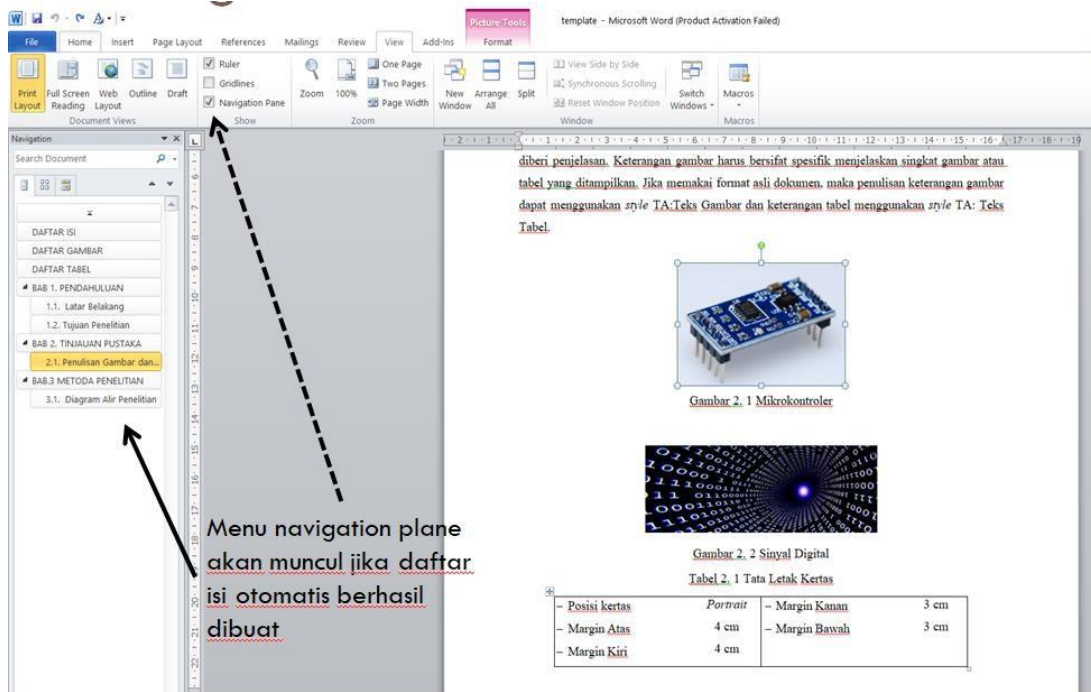 Picture Tools
template - Microsoft Word (Product Activation Failed)
File Home Insert Page Layout References Mailings Review View Add-Ins Format
Print Layout
Full Screen Reading
Web Layout
Outline
Draft
Document Views
Ruler
Gridlines
Navigation Pane
Show
Zoom
100%
One Page
Two Pages
Page Width
Zoom
New Window
Arrange All
Split
View Side by Side
Synchronous Scrolling
Reset Window Position
Window
Switch Windows
Macros
Macros
Navigation
Search Document
DAFTAR ISI
DAFTAR GAMBAR
DAFTAR TABEL
BAB 1. PENDAHULUAN
1.1. Latar Belakang
1.2. Tujuan Penelitian
BAB 2. TINJAUAN PUSTAKA
2.1. Penulisan Gambar dan...
BAB.3 METODA PENELITIAN
3.1. Diagram Alir Penelitian
Menu navigation plane
akan muncul jika daftar
isi otomatis berhasil
dibuat
diberi penjelasan. Keterangan gambar harus bersifat spesifik menjelaskan singkat gambar atau
tabel yang ditampilkan. Jika memakai format asli dokumen, maka penulisan keterangan gambar
dapat menggunakan style TA:Teks Gambar dan keterangan tabel menggunakan style TA: Teks
Tabel.
Gambar 2. 1 Mikrokontroler
Gambar 2. 2 Sinyal Digital
Tabel 2. 1 Tata Letak Kertas
– Posisi kertas Portrait – Margin Kanan 3 cm
– Margin Atas 4 cm – Margin Bawah 3 cm
– Margin Kiri 4 cm